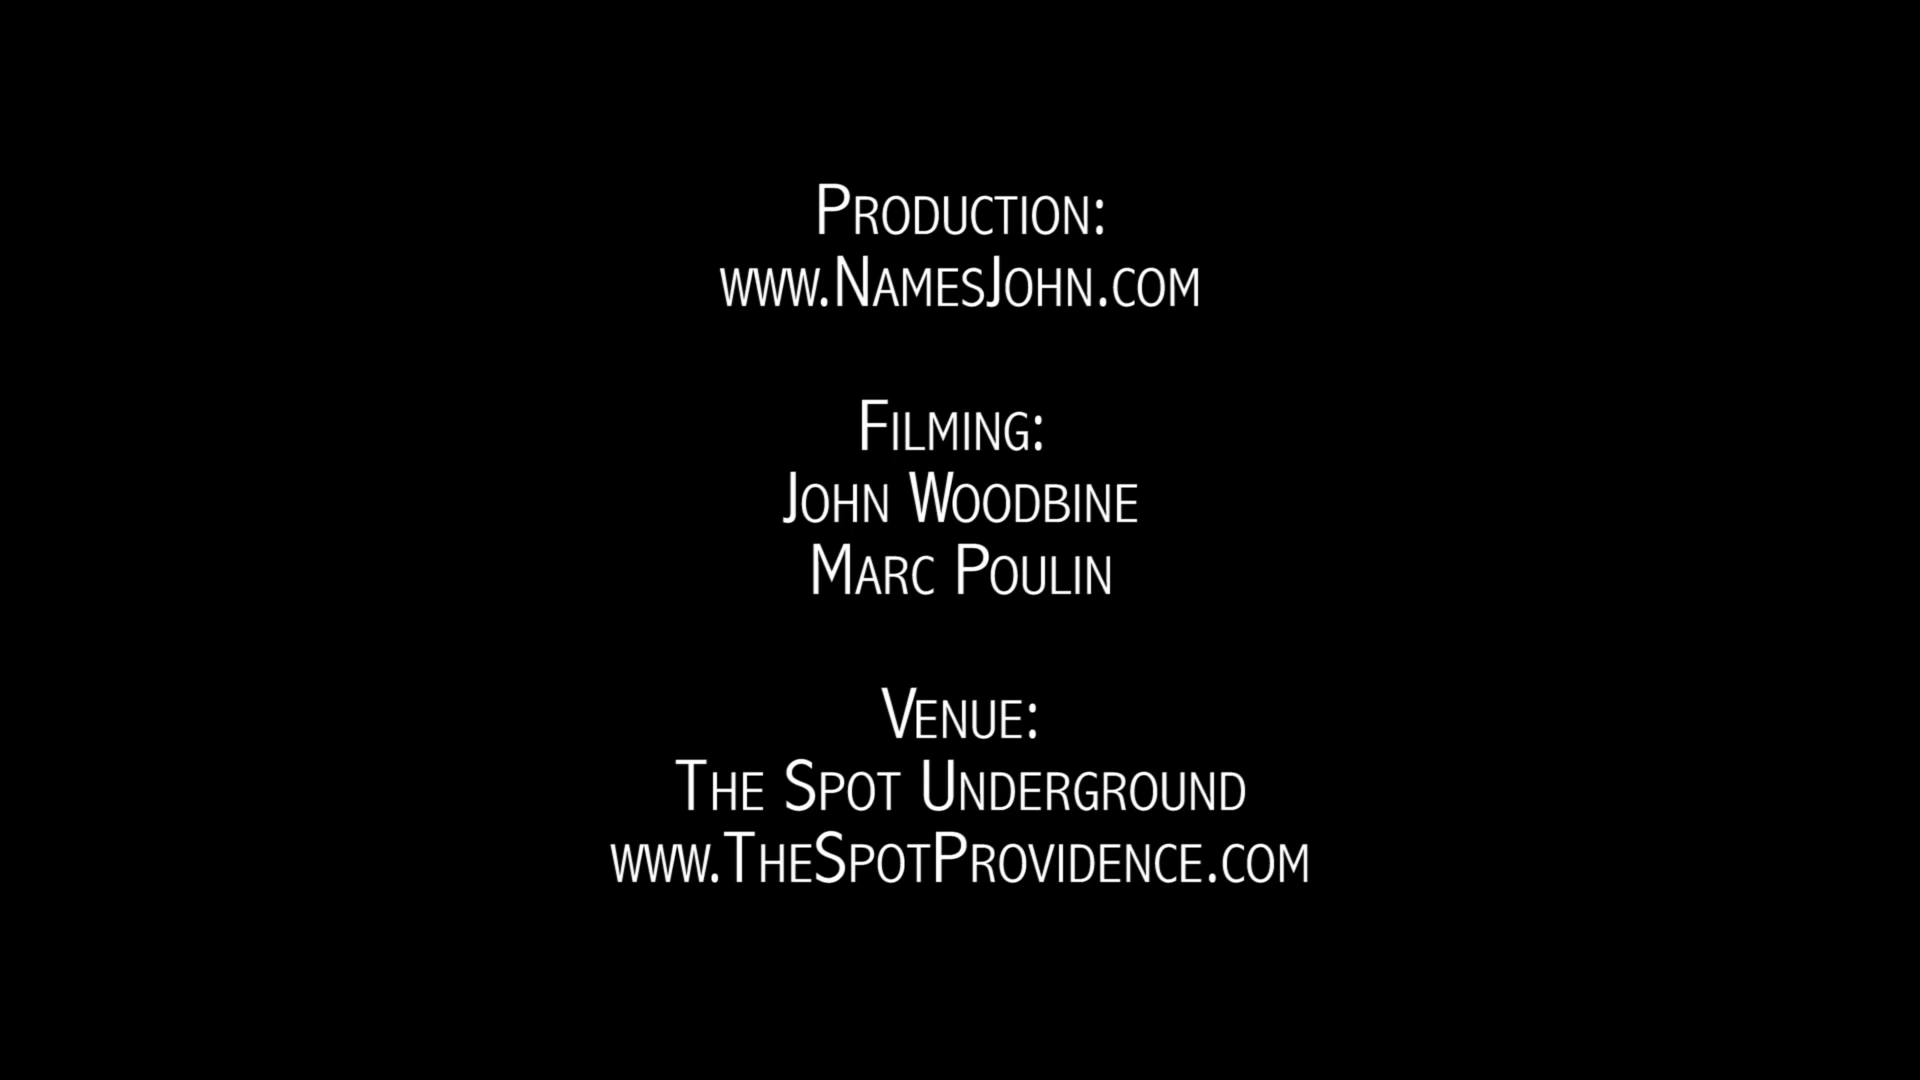 Production:
www.NamesJohn.com
Filming:
John Woodbine
Marc Poulin
Venue:
The Spot Underground
www.TheSpotProvidence.com